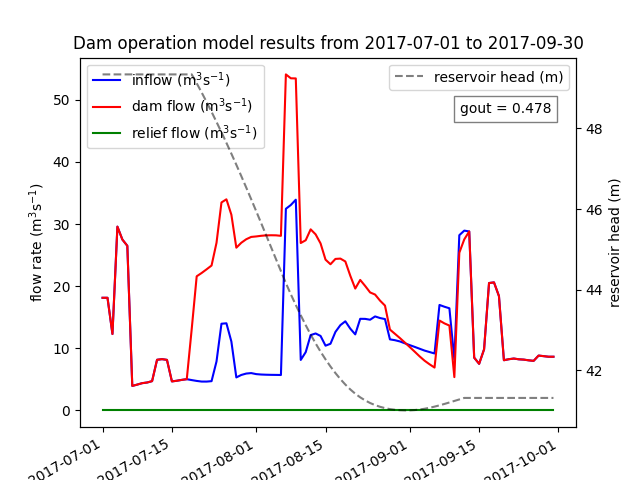 Dam operation model results from 2017-07-01 to 2017-09-30
inflow (m³s⁻¹)
dam flow (m³s⁻¹)
relief flow (m³s⁻¹)
reservoir head (m)
gout = 0.478
flow rate (m³s⁻¹)
50
40
30
20
10
0
48
46
44
42
reservoir head (m)
2017-07-01
2017-07-15
2017-08-01
2017-08-15
2017-09-01
2017-09-15
2017-10-01